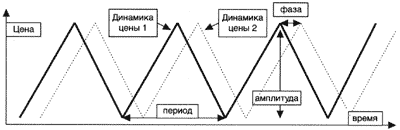 фаза
Цена
Динамика
цены 1
Динамика
цены 2
амплитуда
период
время